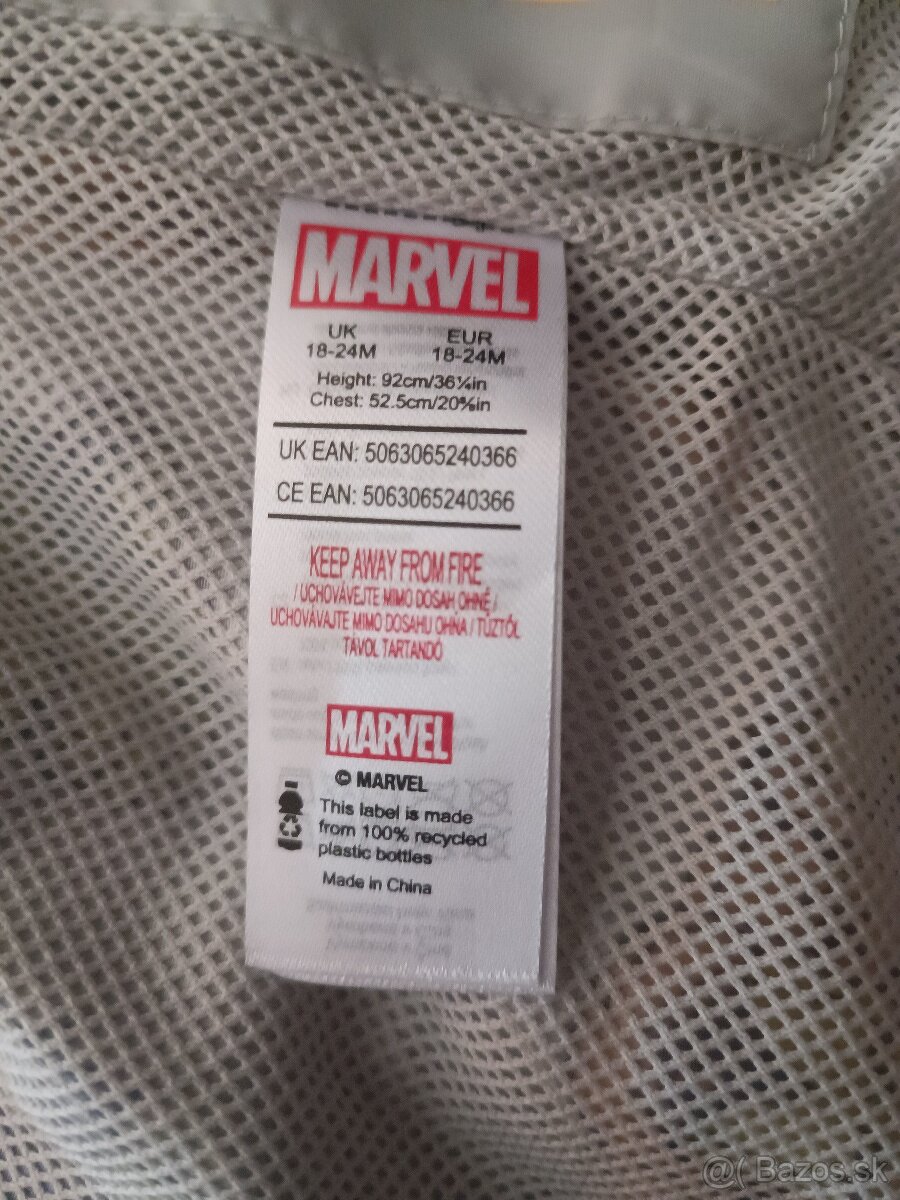 MARVEL
UK EUR
18-24M 18-24M
Height: 92cm/36¼in
Chest: 52.5cm/20⅝in
UK EAN: 5063065240366
CE EAN: 5063065240366
KEEP AWAY FROM FIRE
/ UCHOVÁVEJTE MIMO DOSAH OHNĚ /
UCHOVÁVAJTE MIMO DOSAHU OHŇA / TŰZTŐL
TÁVOL TARTANDÓ
MARVEL
© MARVEL
This label is made
from 100% recycled
plastic bottles
Made in China
@( Bazos.sk